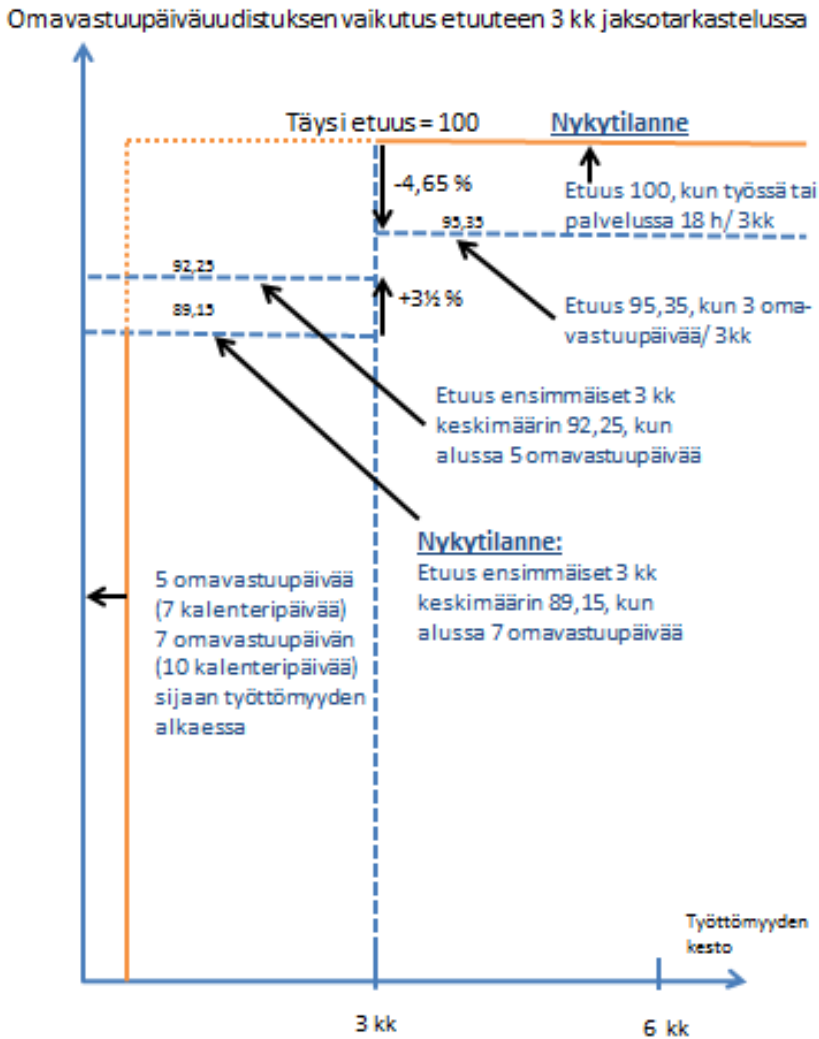 Omavastuupäiväuudistuksen vaikutus etuuteen 3 kk jaksotarkastelussa
Täysi etuus = 100
Nykytilanne
-4,65 %
Etuus 100, kun työssä tai
palvelussa 18 h/ 3kk
95,35
92,25
+3½ %
89,15
Etuus 95,35, kun 3 oma-
vastuupäivää/ 3kk
Etuus ensimmäiset 3 kk
keskimäärin 92,25, kun
alussa 5 omavastuupäivää
Nykytilanne:
Etuus ensimmäiset 3 kk
keskimäärin 89,15, kun
alussa 7 omavastuupäivää
5 omavastuupäivää
(7 kalenteripäivää)
7 omavastuupäivän
(10 kalenteripäivää)
sijaan työttömyyden
alkaessa
Työttömyyden
kesto
3 kk
6 kk